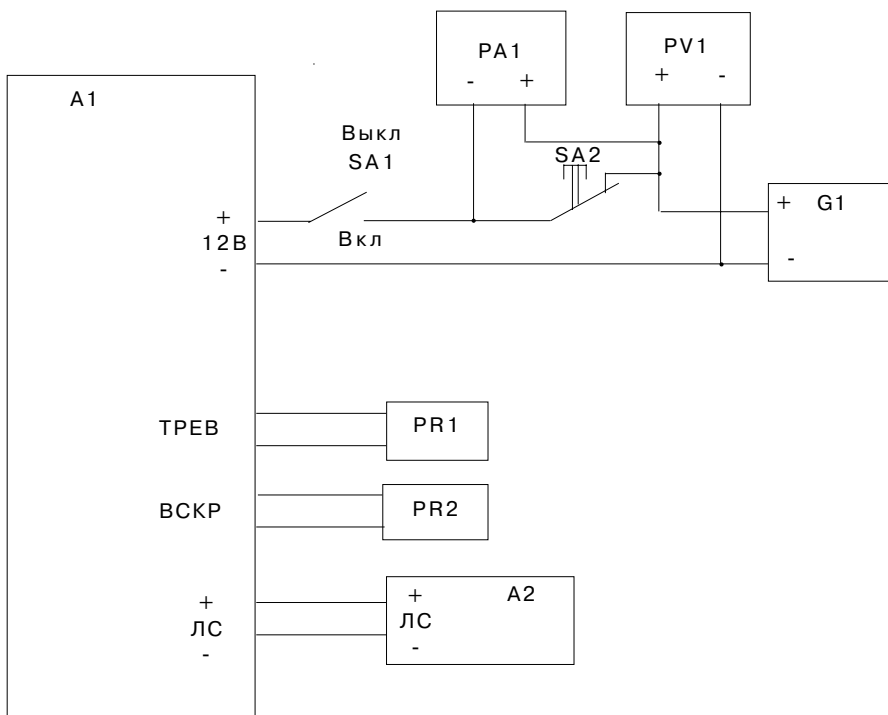 PA1
- +
PV1
+ -
A1
Выкл
SA1
SA2
Вкл
+
12В
-
+ G1
-
ТРЕВ
PR1
ВСКР
PR2
+
ЛС
-
+ A2
ЛС
-